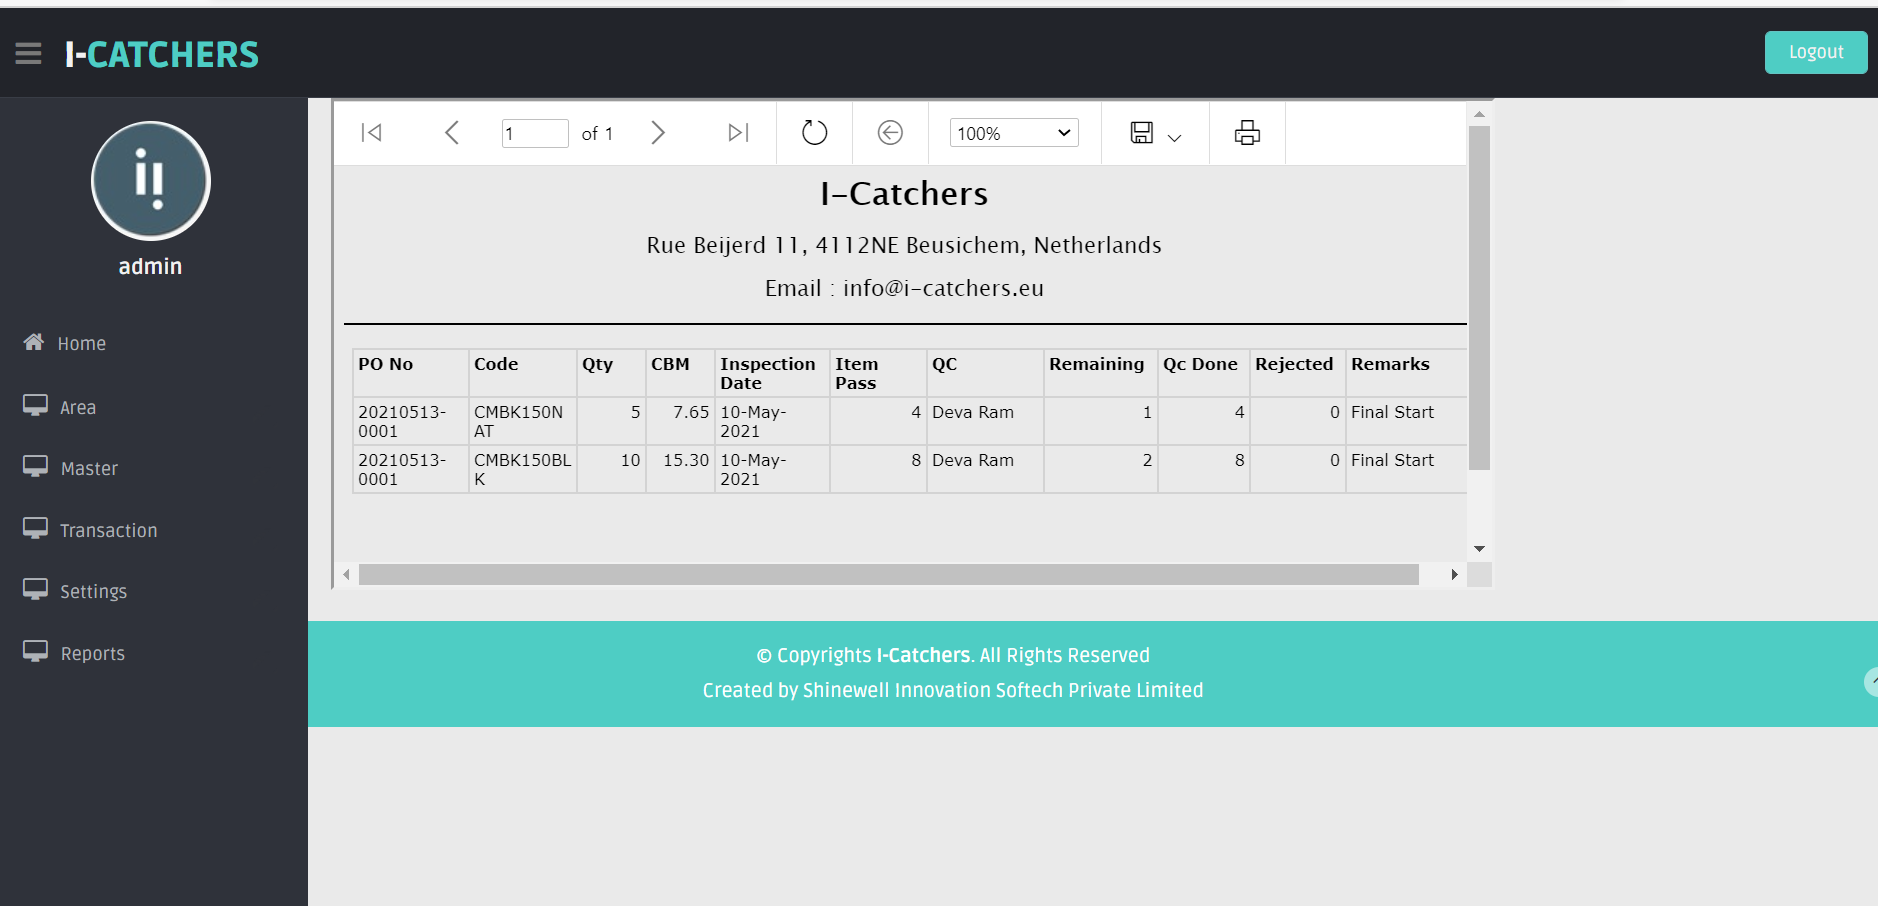 I-CATCHERS
Logout
admin
Home
Area
Master
Transaction
Settings
Reports
1 of 1 100%
I-Catchers
Rue Beijerd 11, 4112NE Beusichem, Netherlands
Email : info@i-catchers.eu
PO No Code Qty CBM Inspection Date Item Pass QC Remaining Qc Done Rejected Remarks
20210513-0001 CMBK150NAT 5 7.65 10-May-2021 4 Deva Ram 1 4 0 Final Start
20210513-0001 CMBK150BLK 10 15.30 10-May-2021 8 Deva Ram 2 8 0 Final Start
© Copyrights I-Catchers. All Rights Reserved
Created by Shinewell Innovation Softech Private Limited